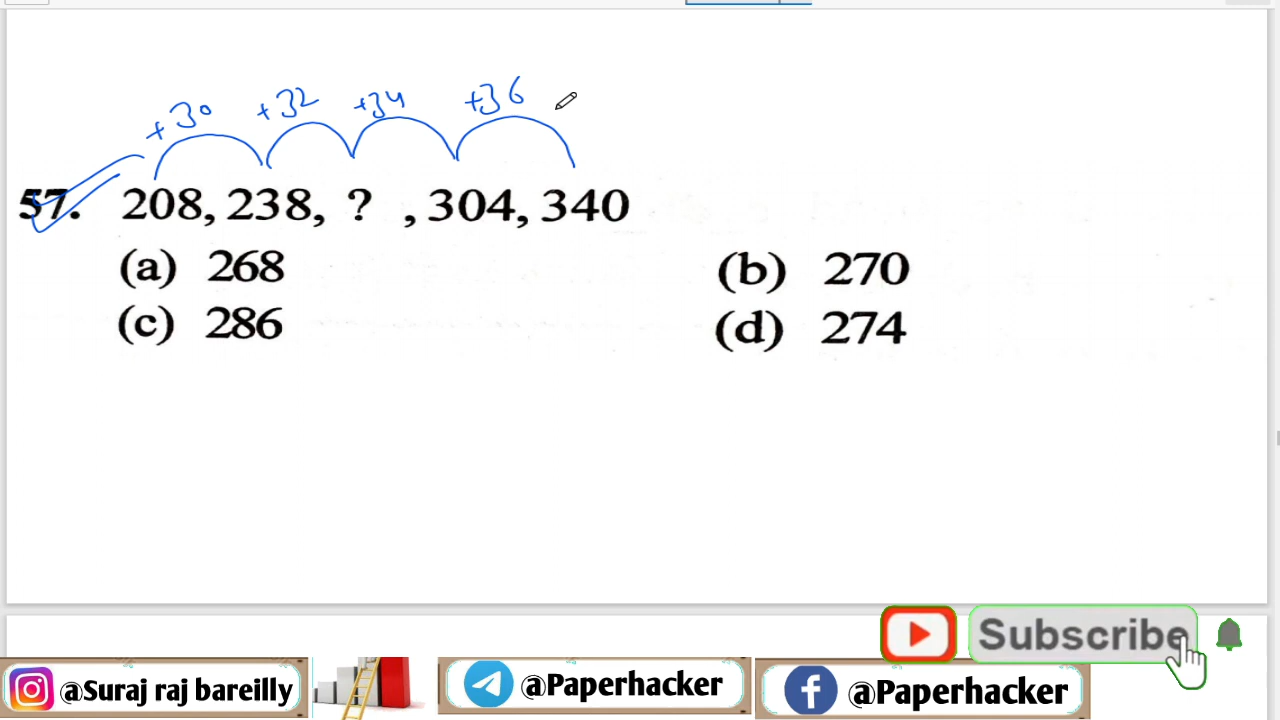 +30 +32 +34 +36
57. 208, 238, ? , 304, 340
(a) 268 (b) 270
(c) 286 (d) 274
Subscribe
@Suraj raj bareilly @Paperhacker @Paperhacker